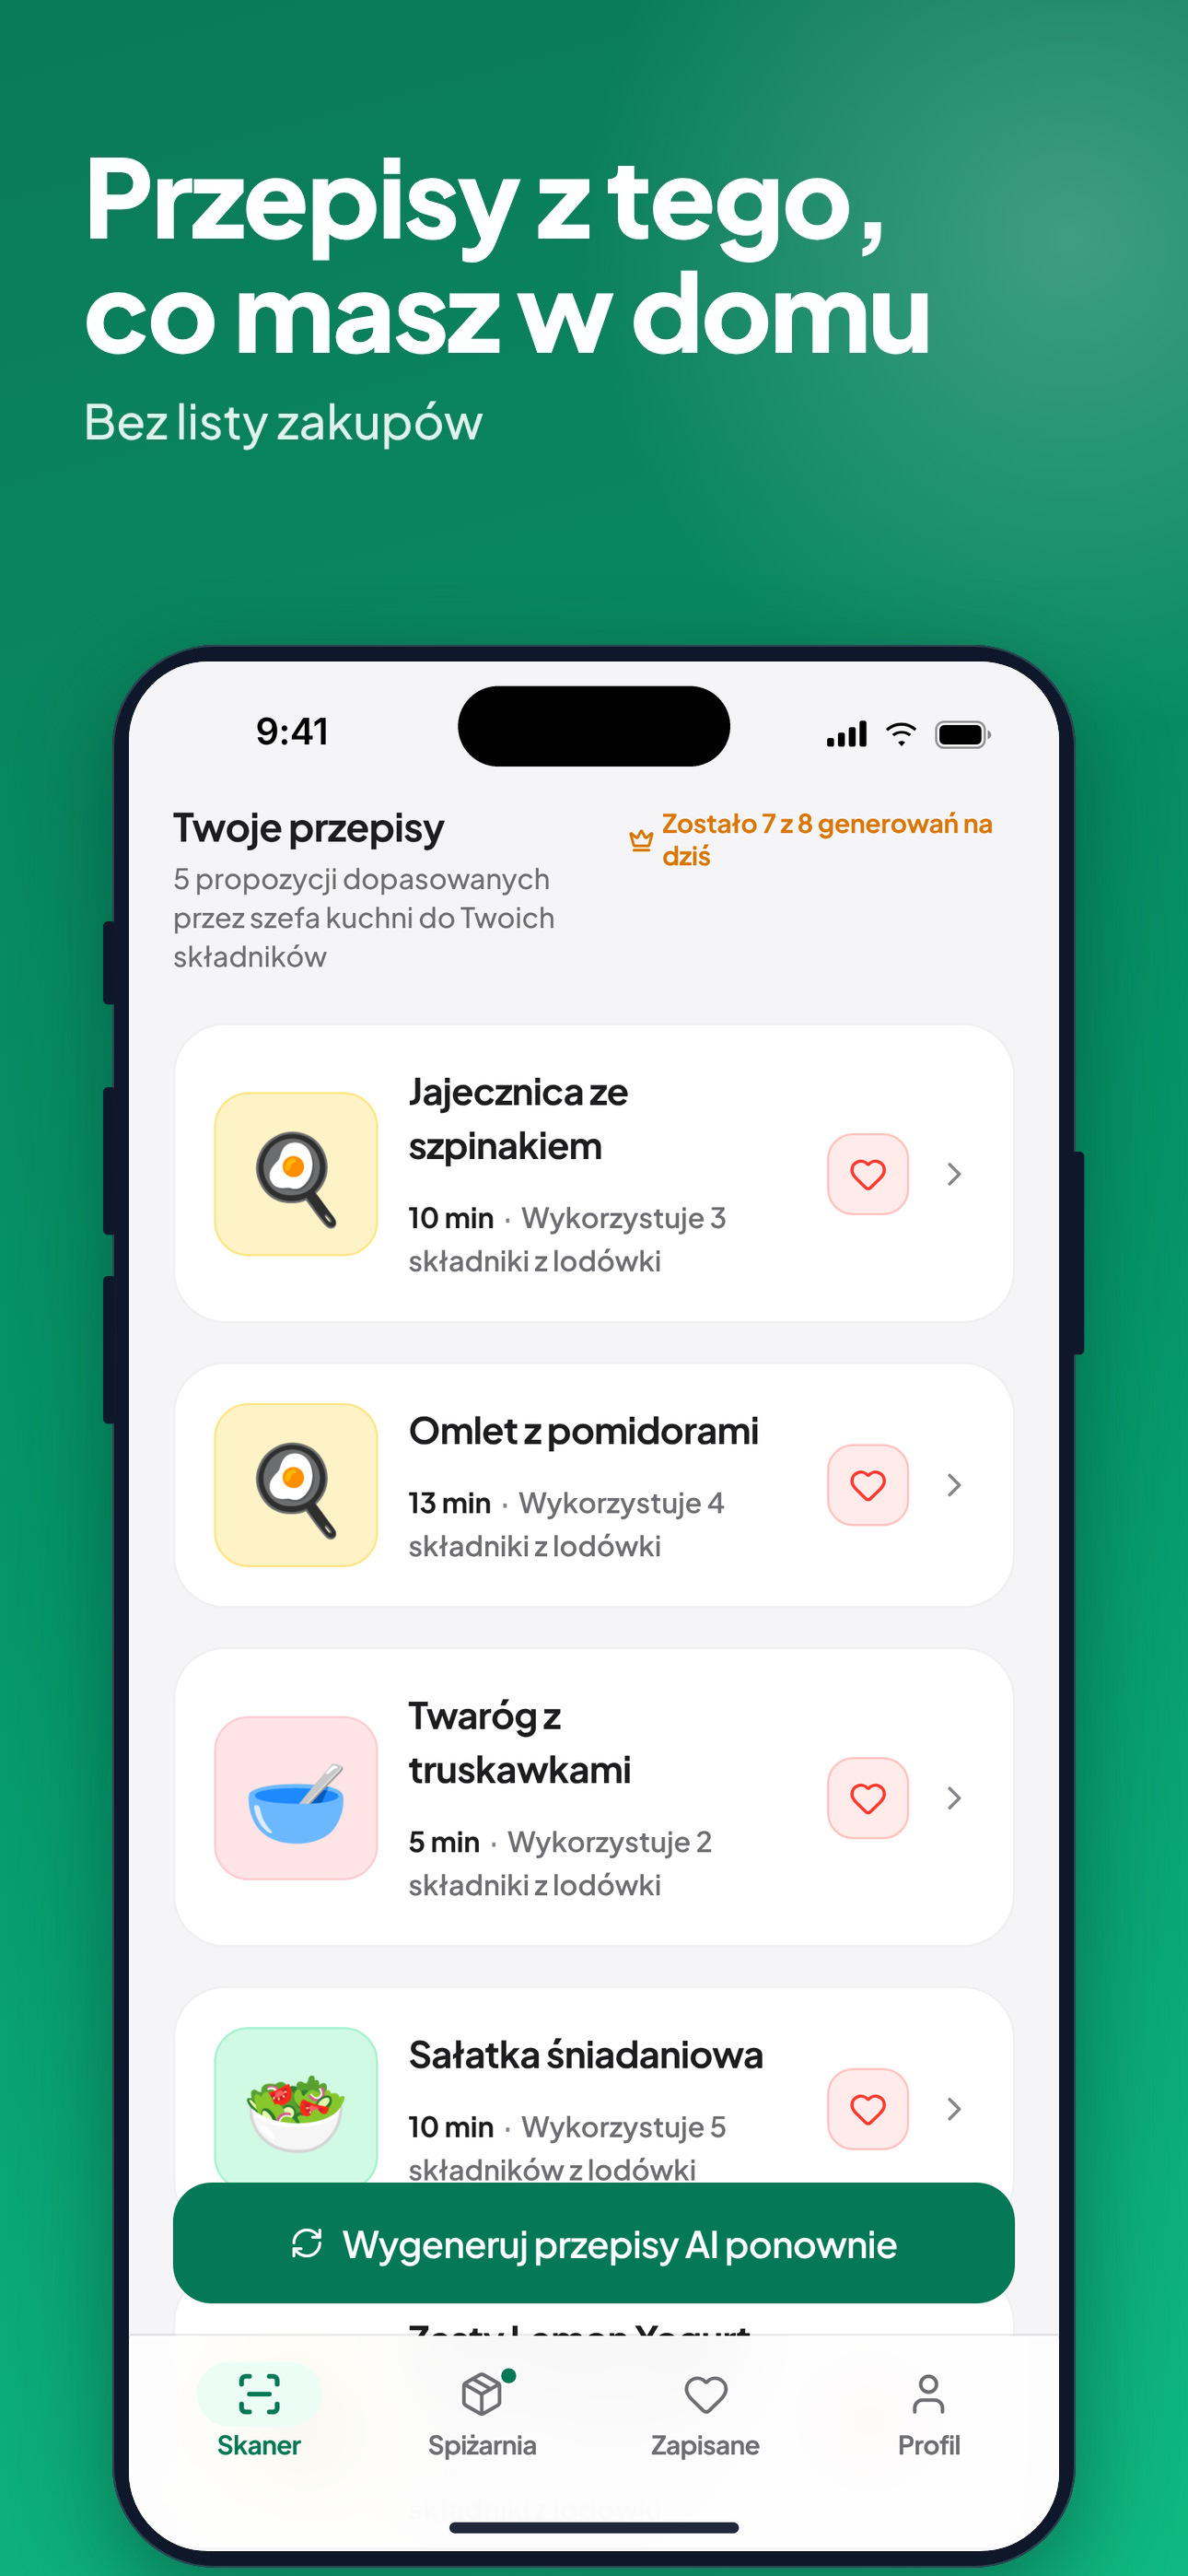 Przepisy z tego,
co masz w domu
Bez listy zakupów
9:41
Twoje przepisy
Zostało 7 z 8 generowań na
dziś
5 propozycji dopasowanych
przez szefa kuchni do Twoich
składników
Jajecznica ze
szpinakiem
10 min · Wykorzystuje 3
składniki z lodówki
Omlet z pomidorami
13 min · Wykorzystuje 4
składniki z lodówki
Twaróg z
truskawkami
5 min · Wykorzystuje 2
składniki z lodówki
Sałatka śniadaniowa
10 min · Wykorzystuje 5
składników z lodówki
Wygeneruj przepisy AI ponownie
Zesty Lemon Yogurt
Skaner
Spiżarnia
Zapisane
Profil